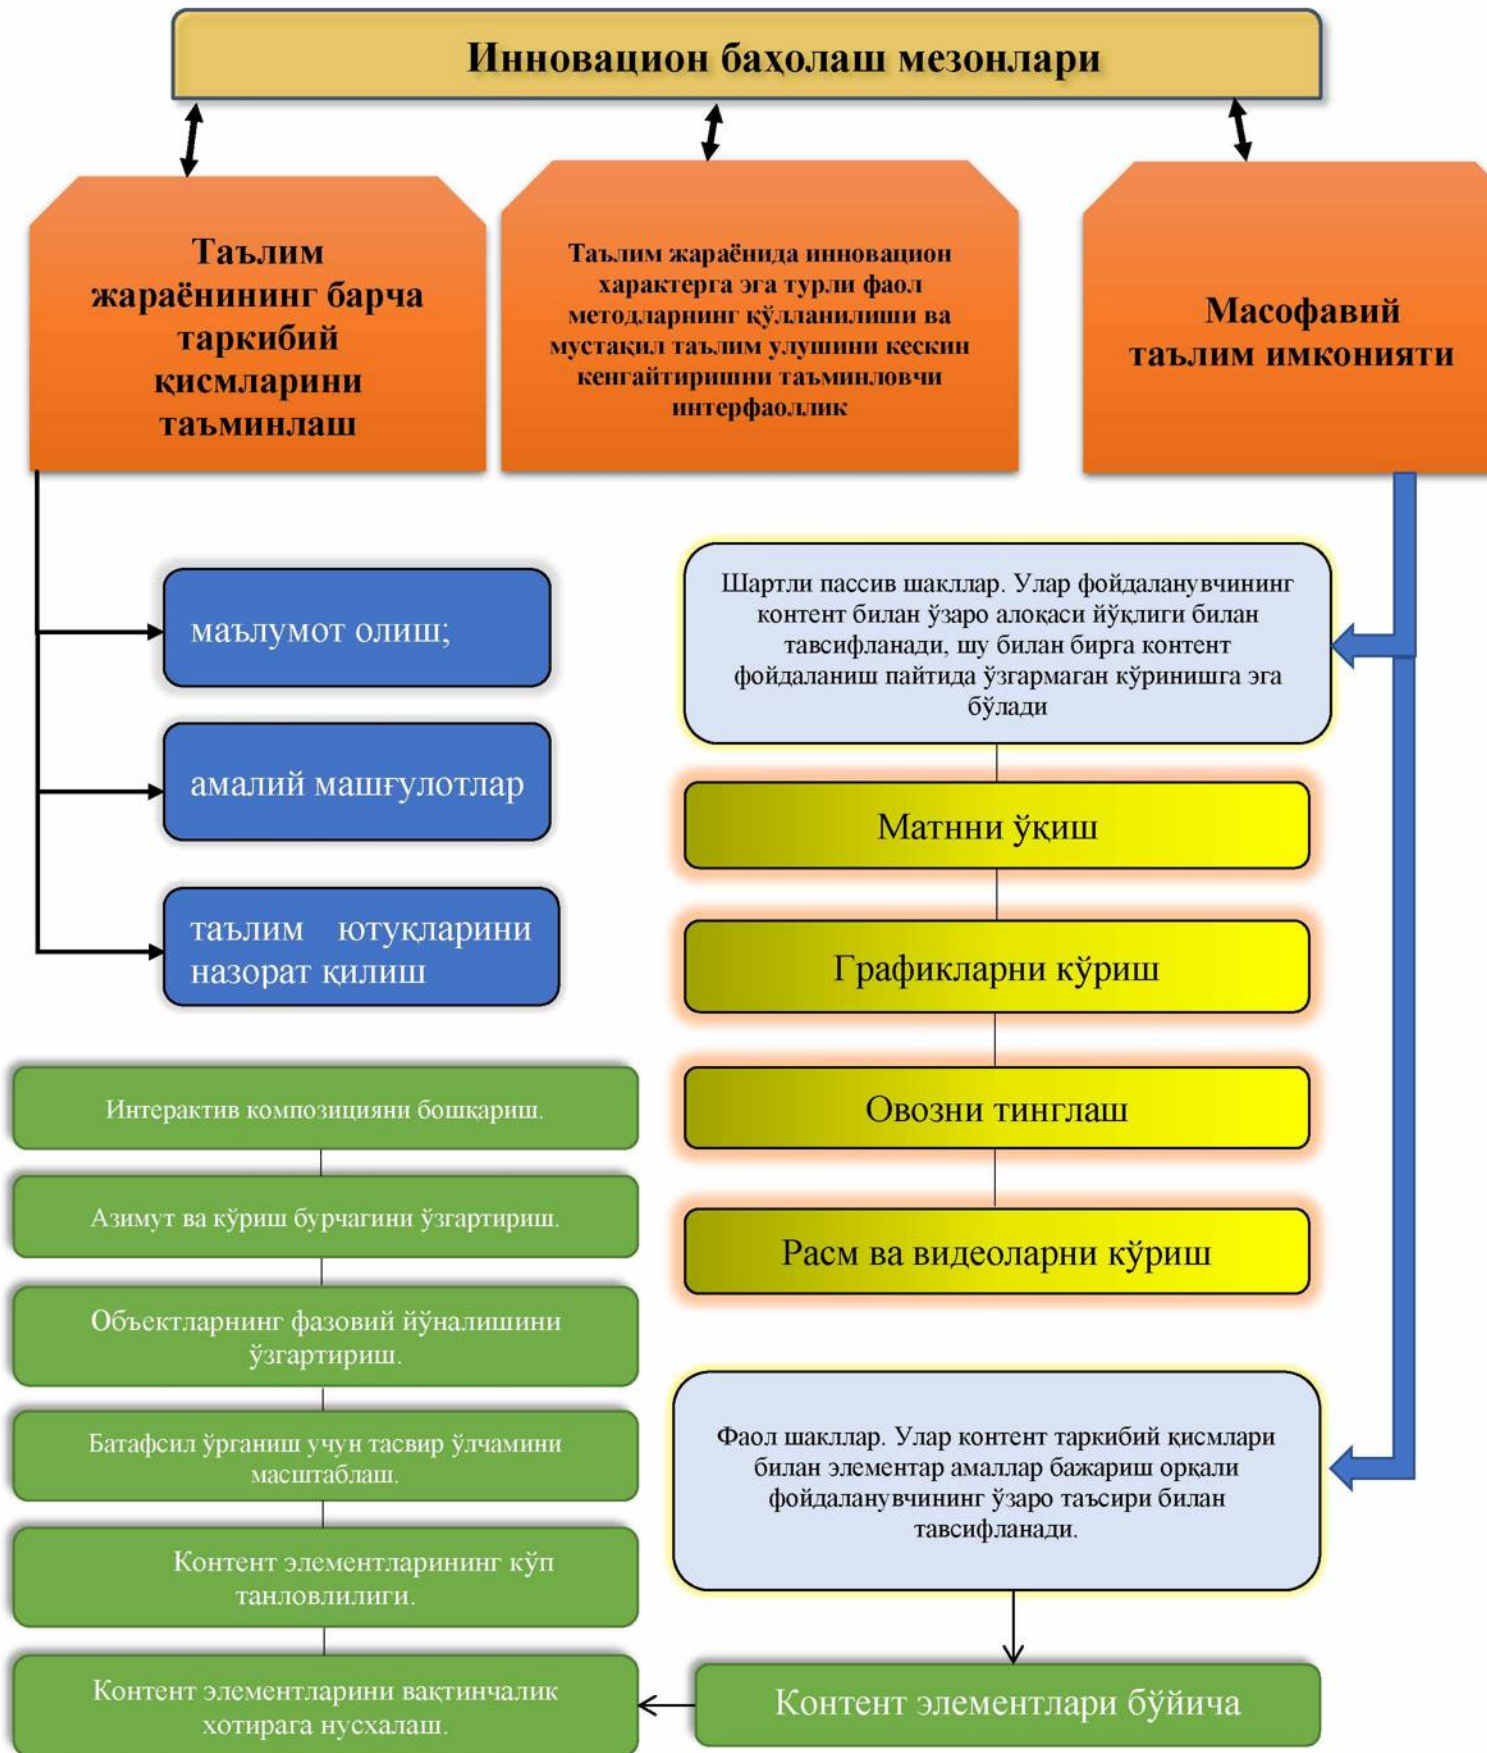 Инновацион баҳолаш мезонлари
Таълим
жараёнининг барча
таркибий
қисмларини
таъминлаш
Таълим жараёнида инновацион
характерга эга турли фаол
методларнинг қўлланилиши ва
мустақил таълим улушини кескин
кенгайтиришни таъминловчи
интерфаоллик
Масофавий
таълим имконияти
маълумот олиш;
амалий машғулотлар
таълим ютуқларини
назорат қилиш
Шартли пассив шакллар. Улар фойдаланувчининг
контент билан ўзаро алоқаси йўқлиги билан
тавсифланади, шу билан бирга контент
фойдаланиш пайтида ўзгармаган кўринишга эга
бўлади
Матнни ўқиш
Графикларни кўриш
Овозни тинглаш
Расм ва видеоларни кўриш
Фаол шакллар. Улар контент таркибий қисмлари
билан элементар амаллар бажариш орқали
фойдаланувчининг ўзаро таъсири билан
тавсифланади.
Контент элементлари бўйича
Интерактив композицияни бошқариш.
Азимут ва кўриш бурчагини ўзгартириш.
Объектларнинг фазовий йўналишини
ўзгартириш.
Батафсил ўрганиш учун тасвир ўлчамини
масштаблаш.
Контент элементларининг кўп
танловлилиги.
Контент элементларини вақтинчалик
хотирага нусхалаш.